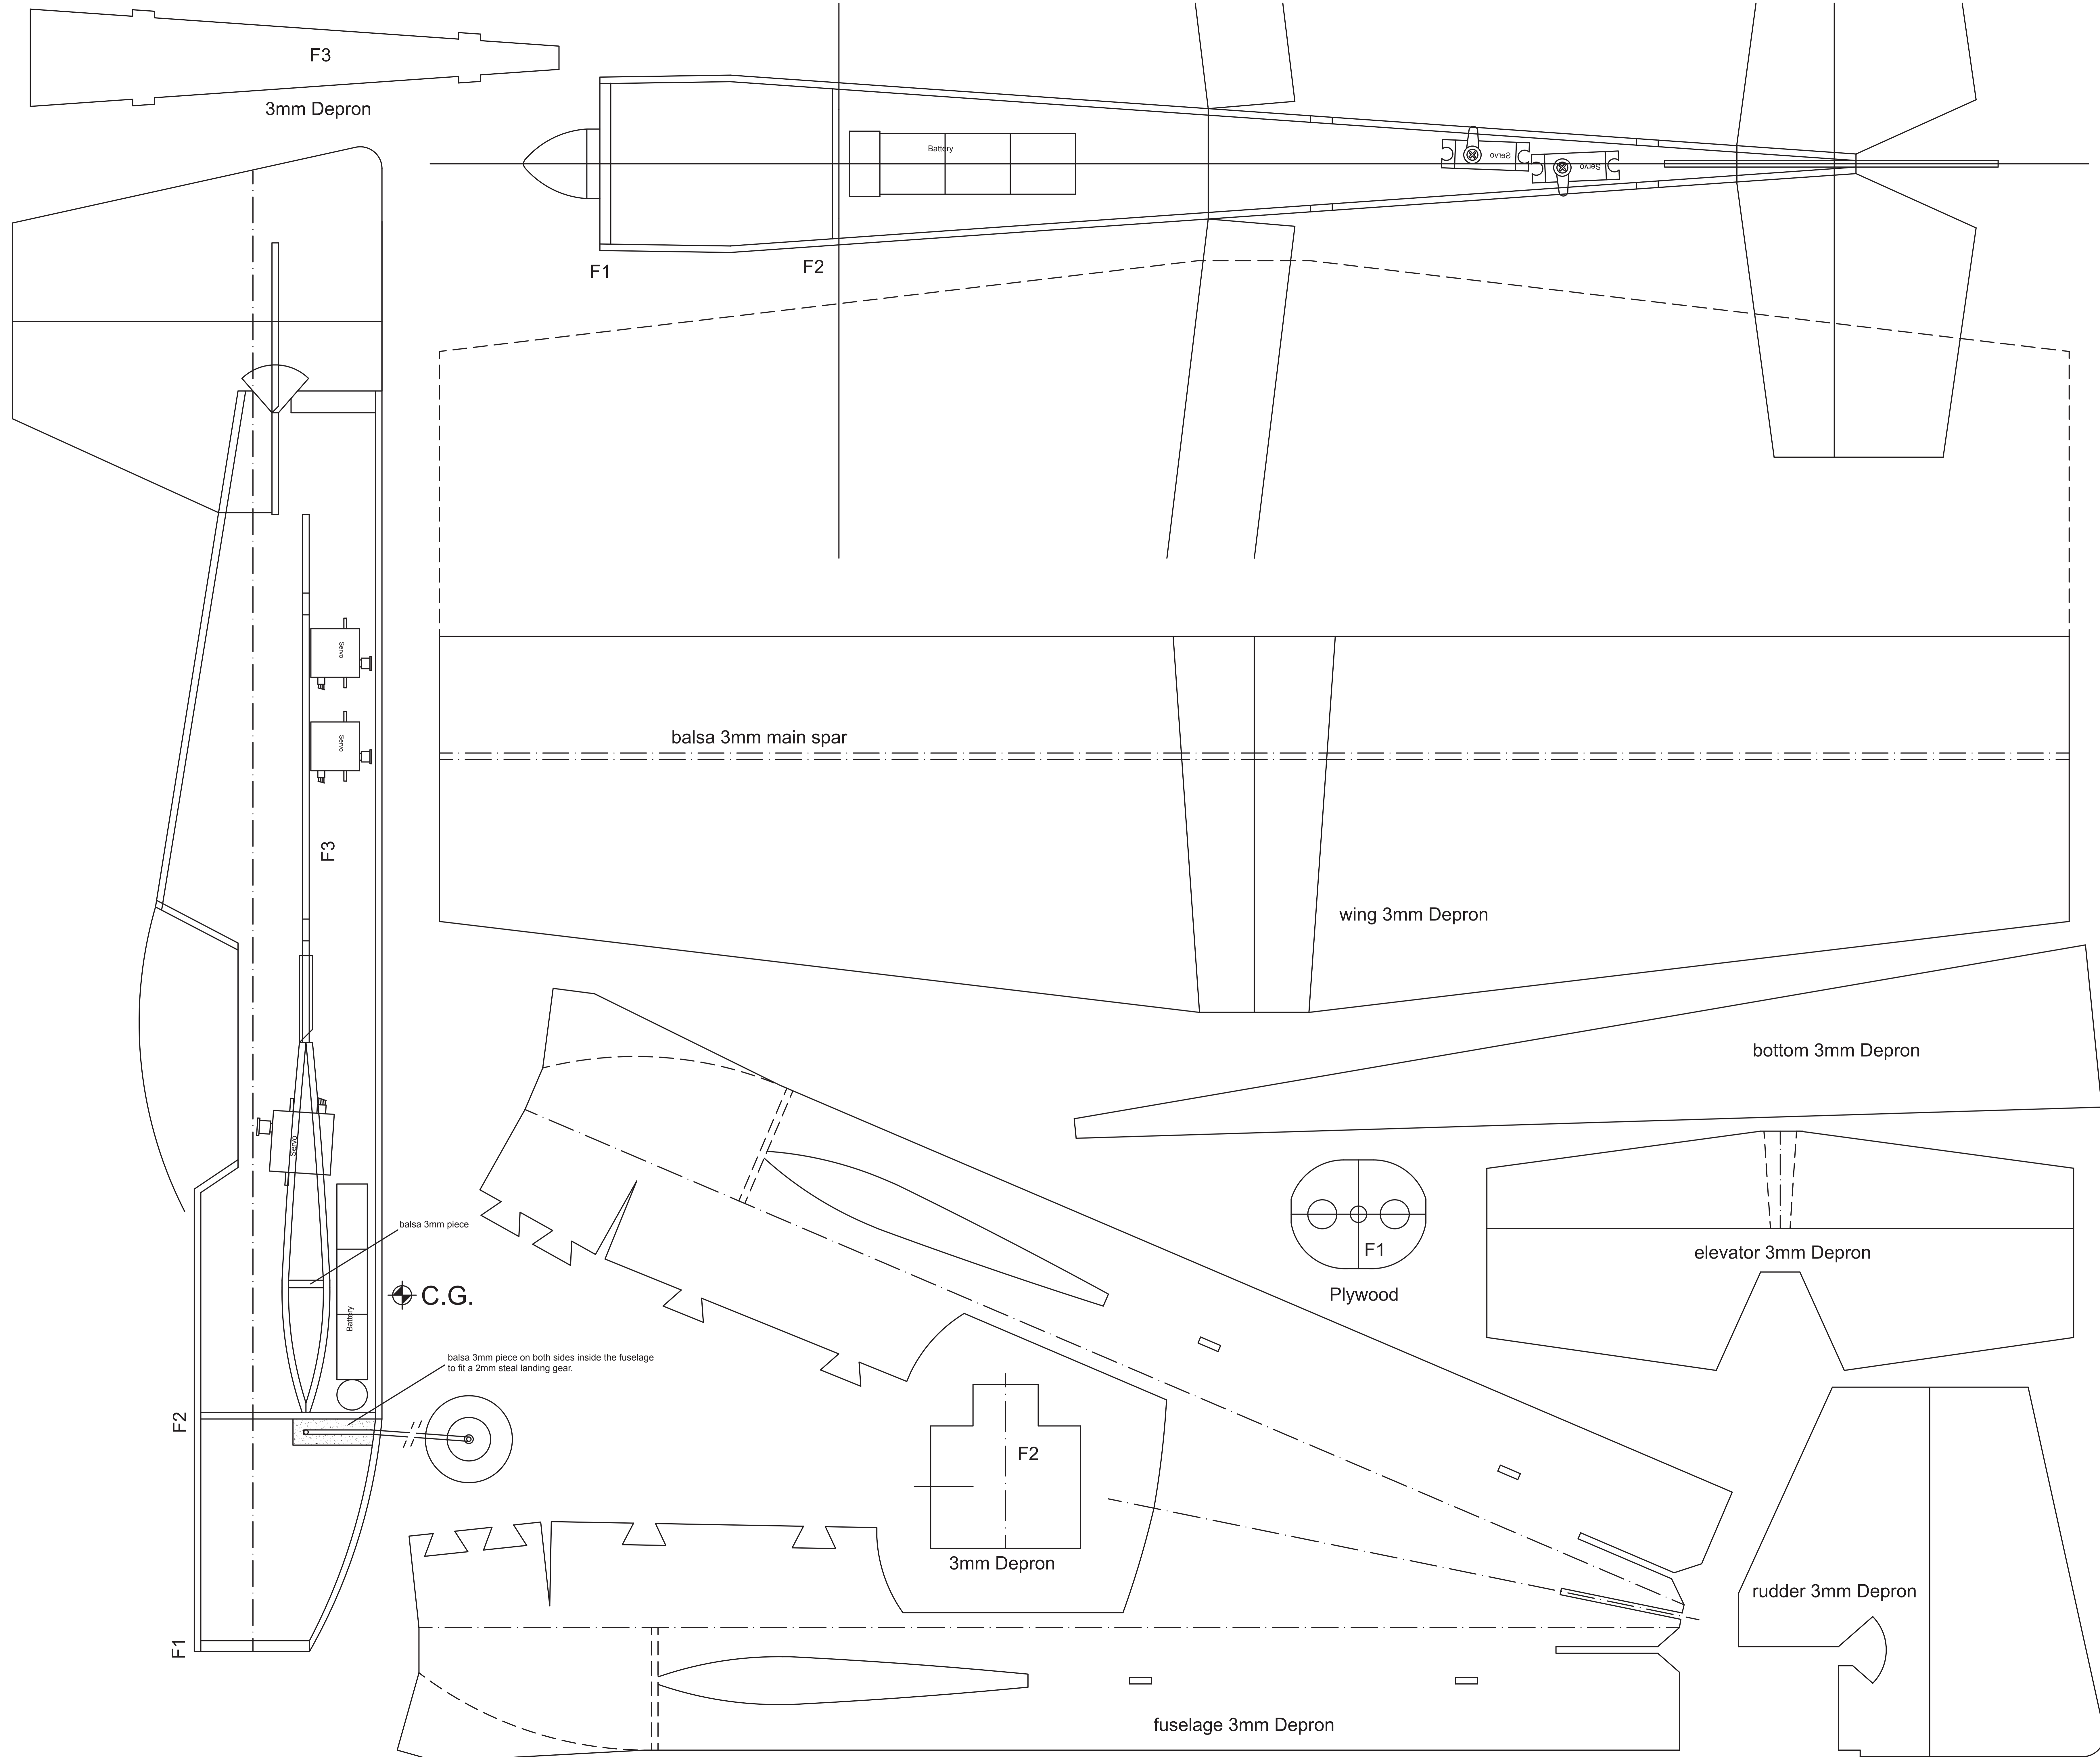 F3
3mm Depron
Battery
Servo
Servo
F1
F2
Servo
Servo
balsa 3mm main spar
F3
wing 3mm Depron
bottom 3mm Depron
Servo
balsa 3mm piece
F1
Plywood
elevator 3mm Depron
C.G.
Battery
balsa 3mm piece on both sides inside the fuselage
to fit a 2mm steal landing gear.
F2
F2
3mm Depron
rudder 3mm Depron
F1
fuselage 3mm Depron